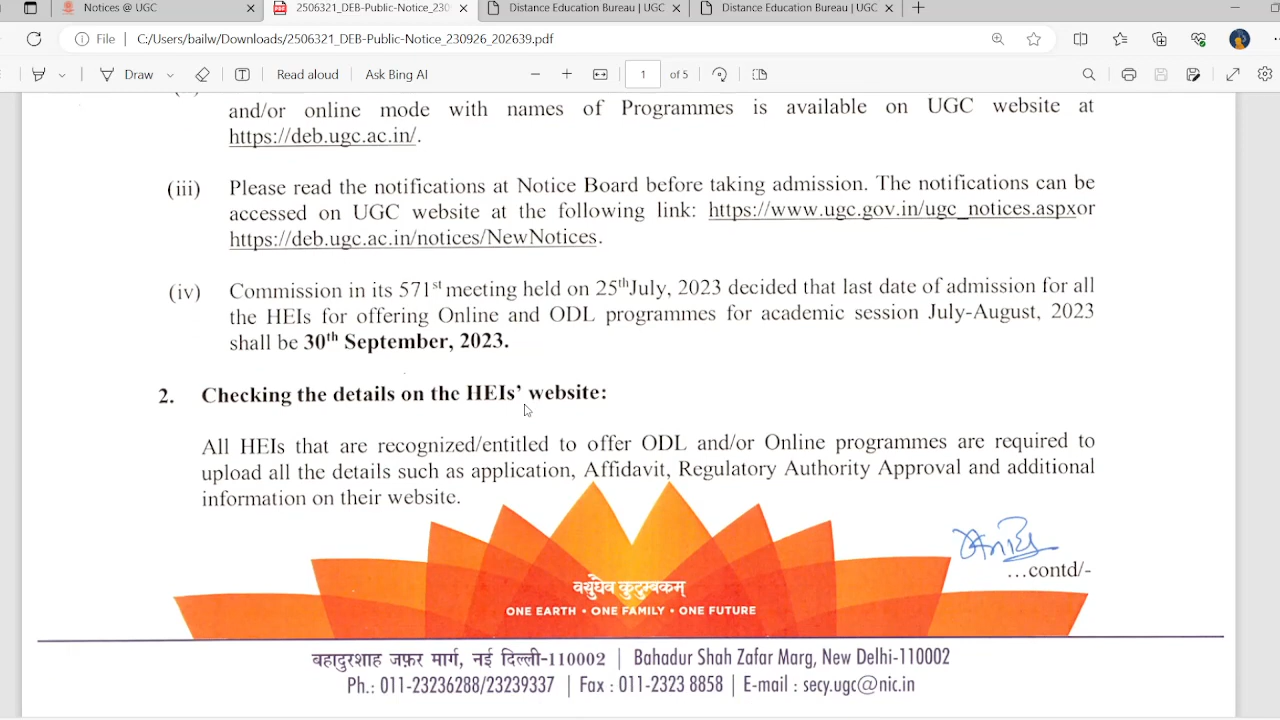 Notices @ UGC
2506321_DEB-Public-Notice_230
Distance Education Bureau | UGC
Distance Education Bureau | UGC
File
C:/Users/bailw/Downloads/2506321_DEB-Public-Notice_230926_202639.pdf
Draw
Read aloud
Ask Bing AI
1 of 5
and/or online mode with names of Programmes is available on UGC website at
https://deb.ugc.ac.in/.
(iii) Please read the notifications at Notice Board before taking admission. The notifications can be
accessed on UGC website at the following link: https://www.ugc.gov.in/ugc_notices.aspxor
https://deb.ugc.ac.in/notices/NewNotices.
(iv) Commission in its 571st meeting held on 25thJuly, 2023 decided that last date of admission for all
the HEIs for offering Online and ODL programmes for academic session July-August, 2023
shall be 30th September, 2023.
2. Checking the details on the HEIs' website:
All HEIs that are recognized/entitled to offer ODL and/or Online programmes are required to
upload all the details such as application, Affidavit, Regulatory Authority Approval and additional
information on their website.
...contd/-
वसुधैव कुटुम्बकम्
ONE EARTH • ONE FAMILY • ONE FUTURE
बहादुरशाह ज़फ़र मार्ग, नई दिल्ली-110002 | Bahadur Shah Zafar Marg, New Delhi-110002
Ph.: 011-23236288/23239337 | Fax : 011-2323 8858 | E-mail : secy.ugc@nic.in